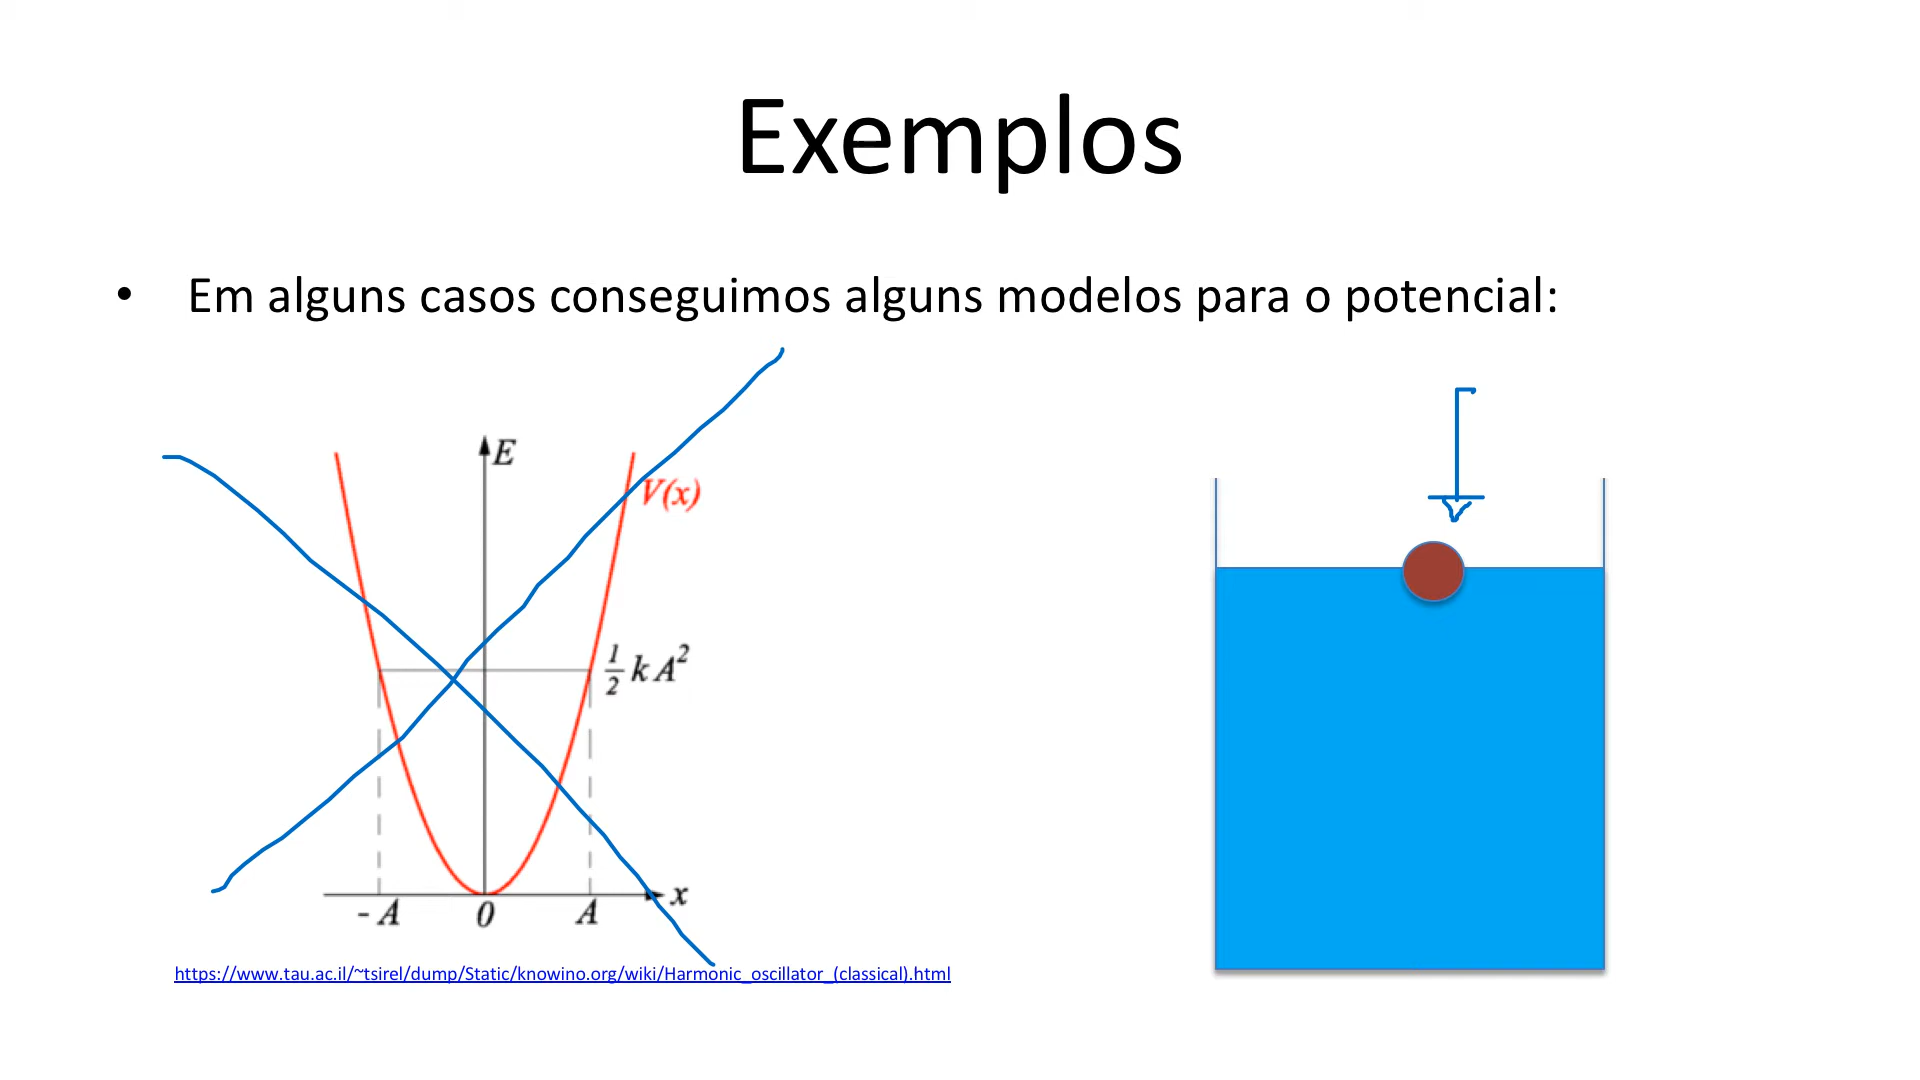 Exemplos
• Em alguns casos conseguimos alguns modelos para o potencial:
E
V(x)
1/2 k A²
x
- A 0 A
https://www.tau.ac.il/~tsirel/dump/Static/knowino.org/wiki/Harmonic_oscillator_(classical).html